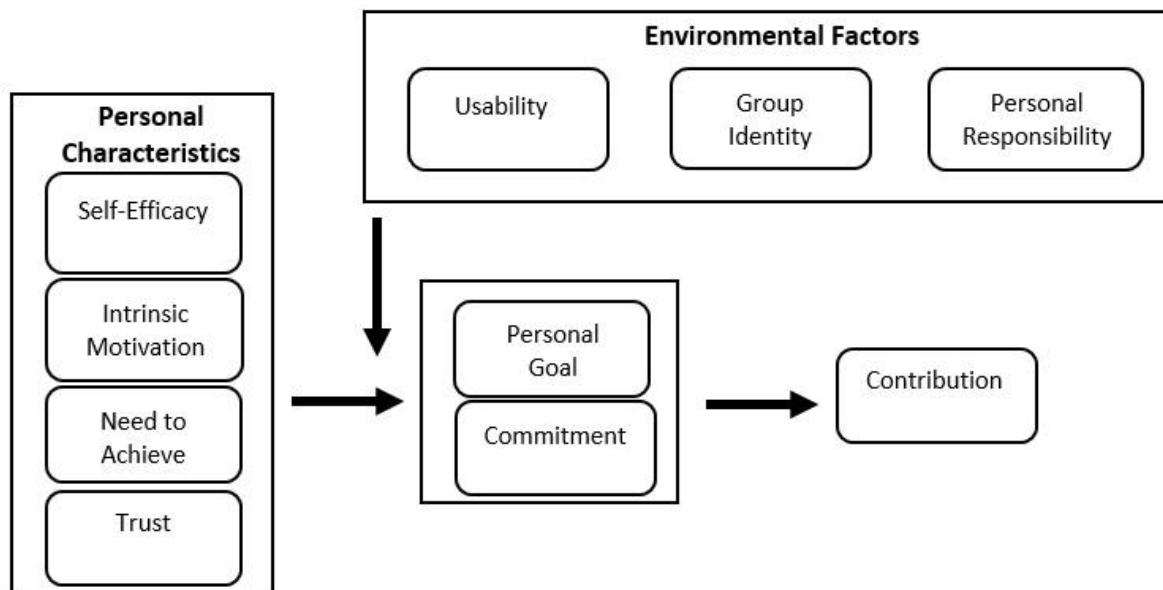 Environmental Factors
Usability
Group
Identity
Personal
Responsibility
Personal
Characteristics
Self-Efficacy
Intrinsic
Motivation
Need to
Achieve
Trust
Personal
Goal
Commitment
Contribution